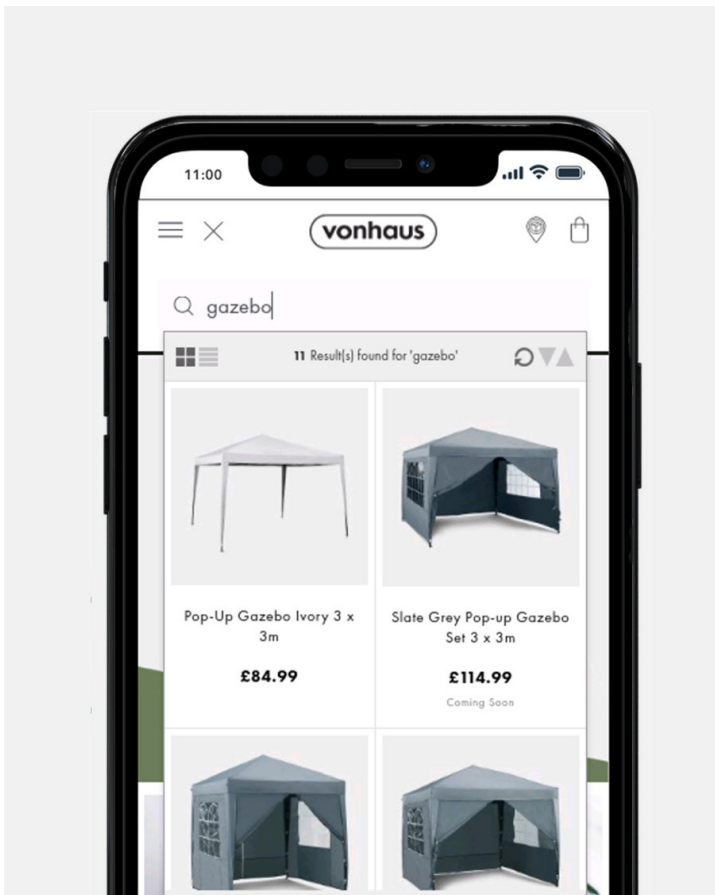 11:00
vonhaus
gazebo
11 Result(s) found for 'gazebo'
Pop-Up Gazebo Ivory 3 x
3m
£84.99
Slate Grey Pop-up Gazebo
Set 3 x 3m
£114.99
Coming Soon